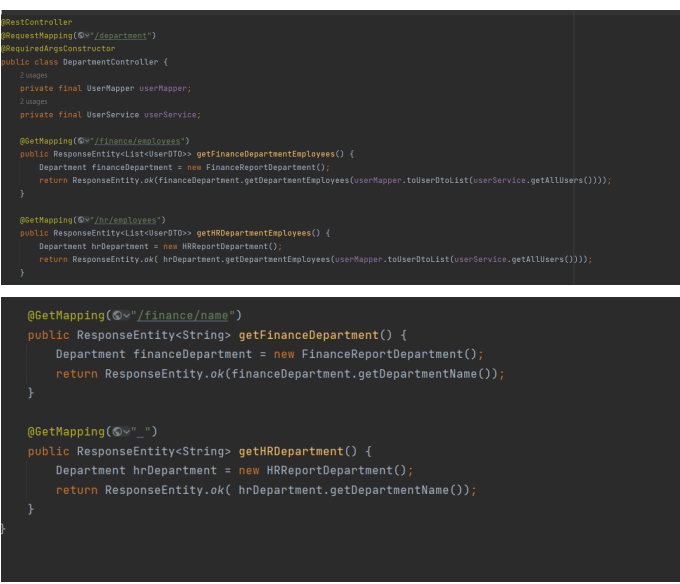 @RestController
@RequestMapping("/department")
@RequiredArgsConstructor
public class DepartmentController {
2 usages
private final UserMapper userMapper;
2 usages
private final UserService userService;
@GetMapping("/finance/employees")
public ResponseEntity<List<UserDTO>> getFinanceDepartmentEmployees() {
Department financeDepartment = new FinanceReportDepartment();
return ResponseEntity.ok(financeDepartment.getDepartmentEmployees(userMapper.toUserDtoList(userService.getAllUsers())));
}
@GetMapping("/hr/employees")
public ResponseEntity<List<UserDTO>> getHRDepartmentEmployees() {
Department hrDepartment = new HRReportDepartment();
return ResponseEntity.ok( hrDepartment.getDepartmentEmployees(userMapper.toUserDtoList(userService.getAllUsers())));
}
@GetMapping("/finance/name")
public ResponseEntity<String> getFinanceDepartment() {
Department financeDepartment = new FinanceReportDepartment();
return ResponseEntity.ok(financeDepartment.getDepartmentName());
}
@GetMapping("_")
public ResponseEntity<String> getHRDepartment() {
Department hrDepartment = new HRReportDepartment();
return ResponseEntity.ok( hrDepartment.getDepartmentName());
}
}